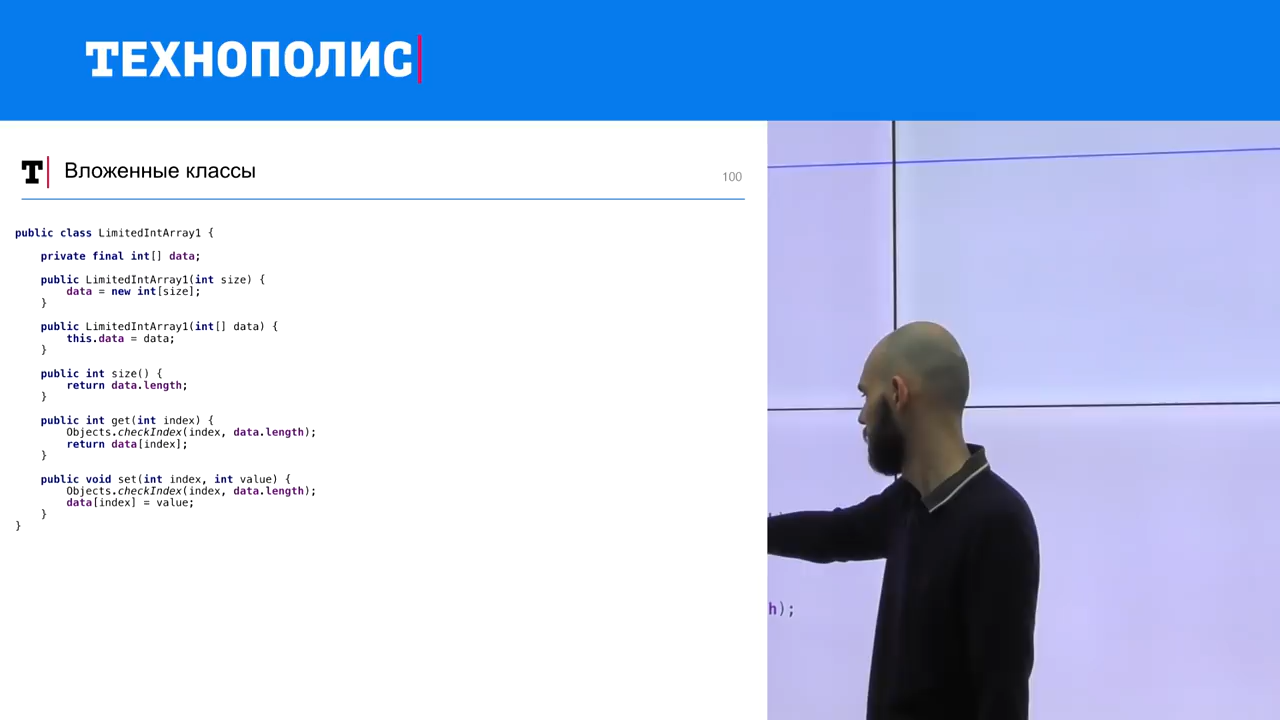 ТЕХНОПОЛИС
Т Вложенные классы
100
public class LimitedIntArray1 {
private final int[] data;
public LimitedIntArray1(int size) {
data = new int[size];
}
public LimitedIntArray1(int[] data) {
this.data = data;
}
public int size() {
return data.length;
}
public int get(int index) {
Objects.checkIndex(index, data.length);
return data[index];
}
public void set(int index, int value) {
Objects.checkIndex(index, data.length);
data[index] = value;
}
}
h);